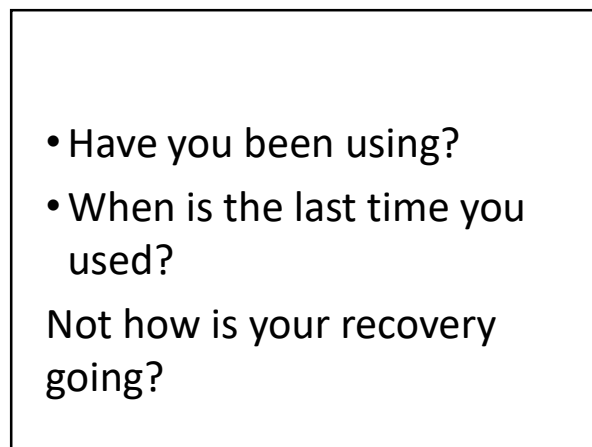 • Have you been using?
• When is the last time you
used?
Not how is your recovery
going?